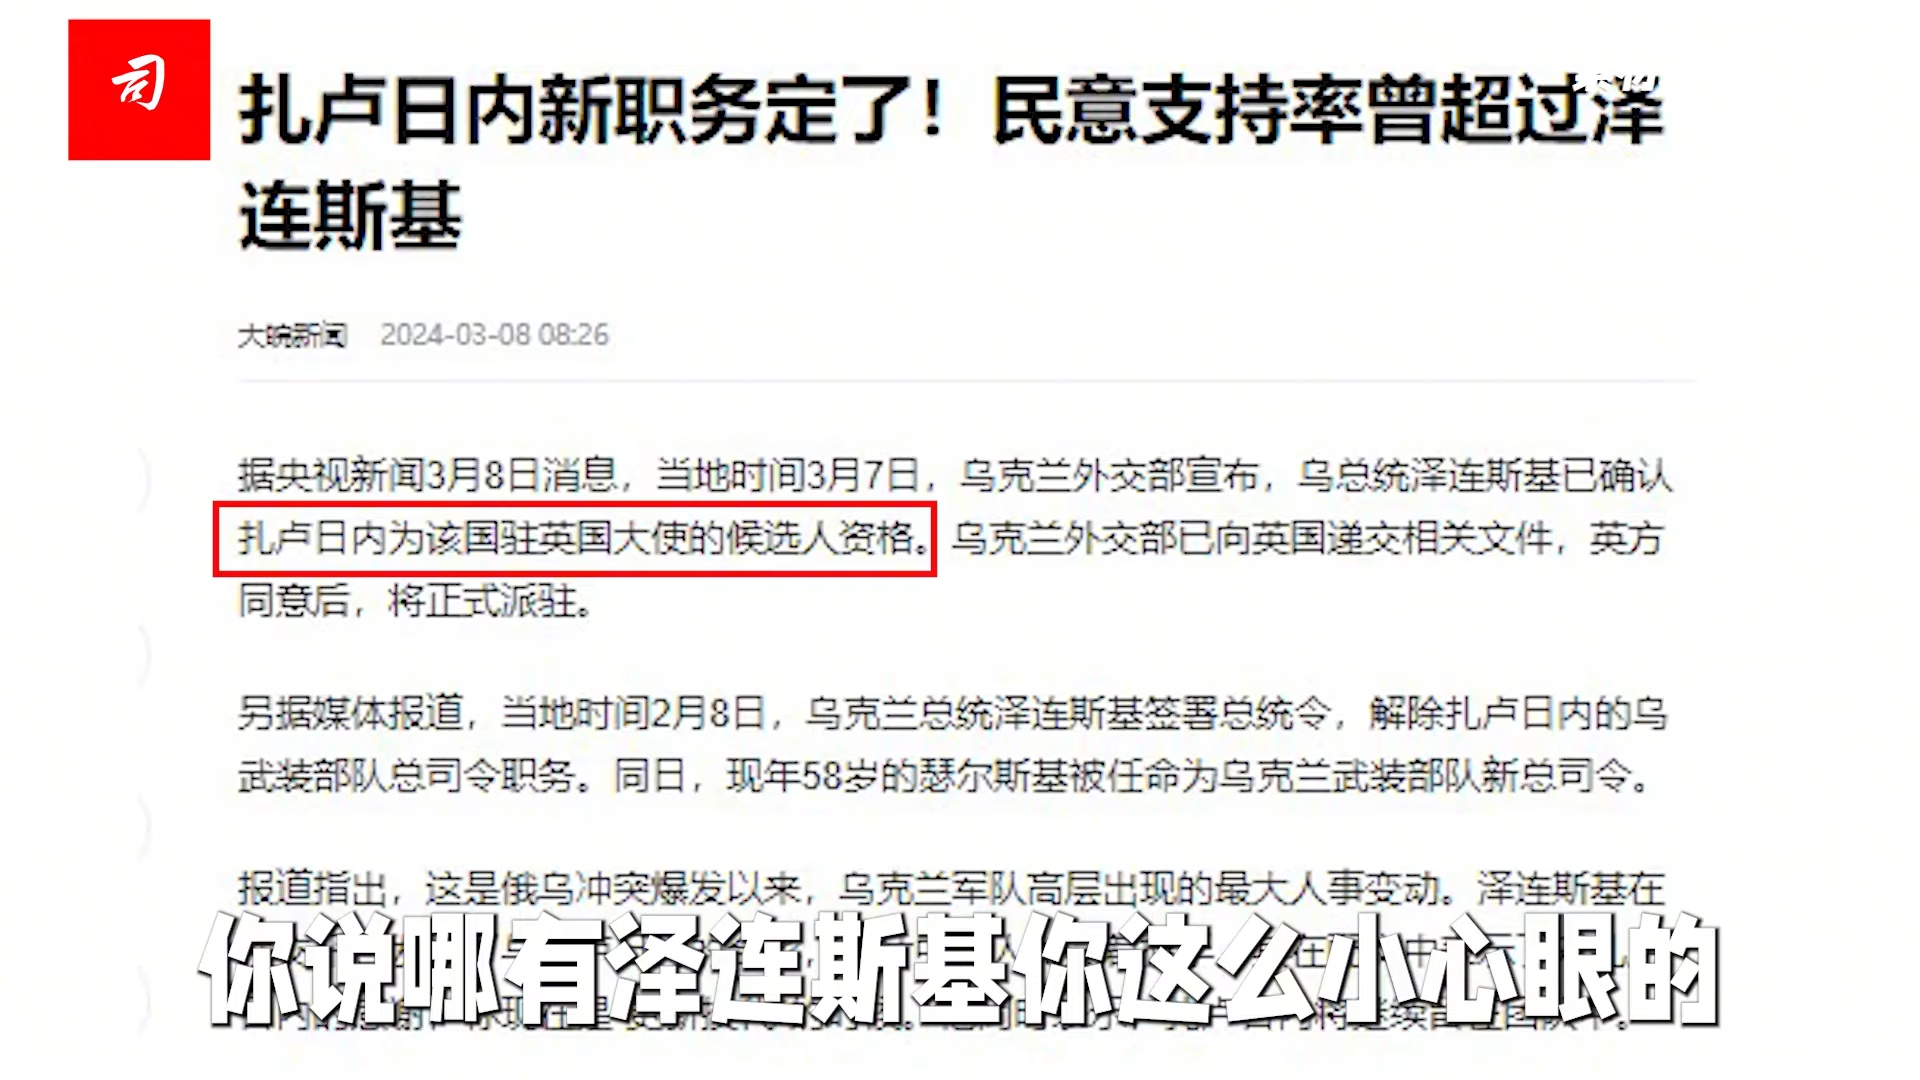 司
扎卢日内新职务定了！民意支持率曾超过泽
连斯基
大皖新闻 2024-03-08 08:26
据央视新闻3月8日消息，当地时间3月7日，乌克兰外交部宣布，乌总统泽连斯基已确认
扎卢日内为该国驻英国大使的候选人资格。乌克兰外交部已向英国递交相关文件，英方
同意后，将正式派驻。
另据媒体报道，当地时间2月8日，乌克兰总统泽连斯基签署总统令，解除扎卢日内的乌
武装部队总司令职务。同日，现年58岁的瑟尔斯基被任命为乌克兰武装部队新总司令。
报道指出，这是俄乌冲突爆发以来，乌克兰军队高层出现的最大人事变动。泽连斯基在
你说哪有泽连斯基你这么小心眼的